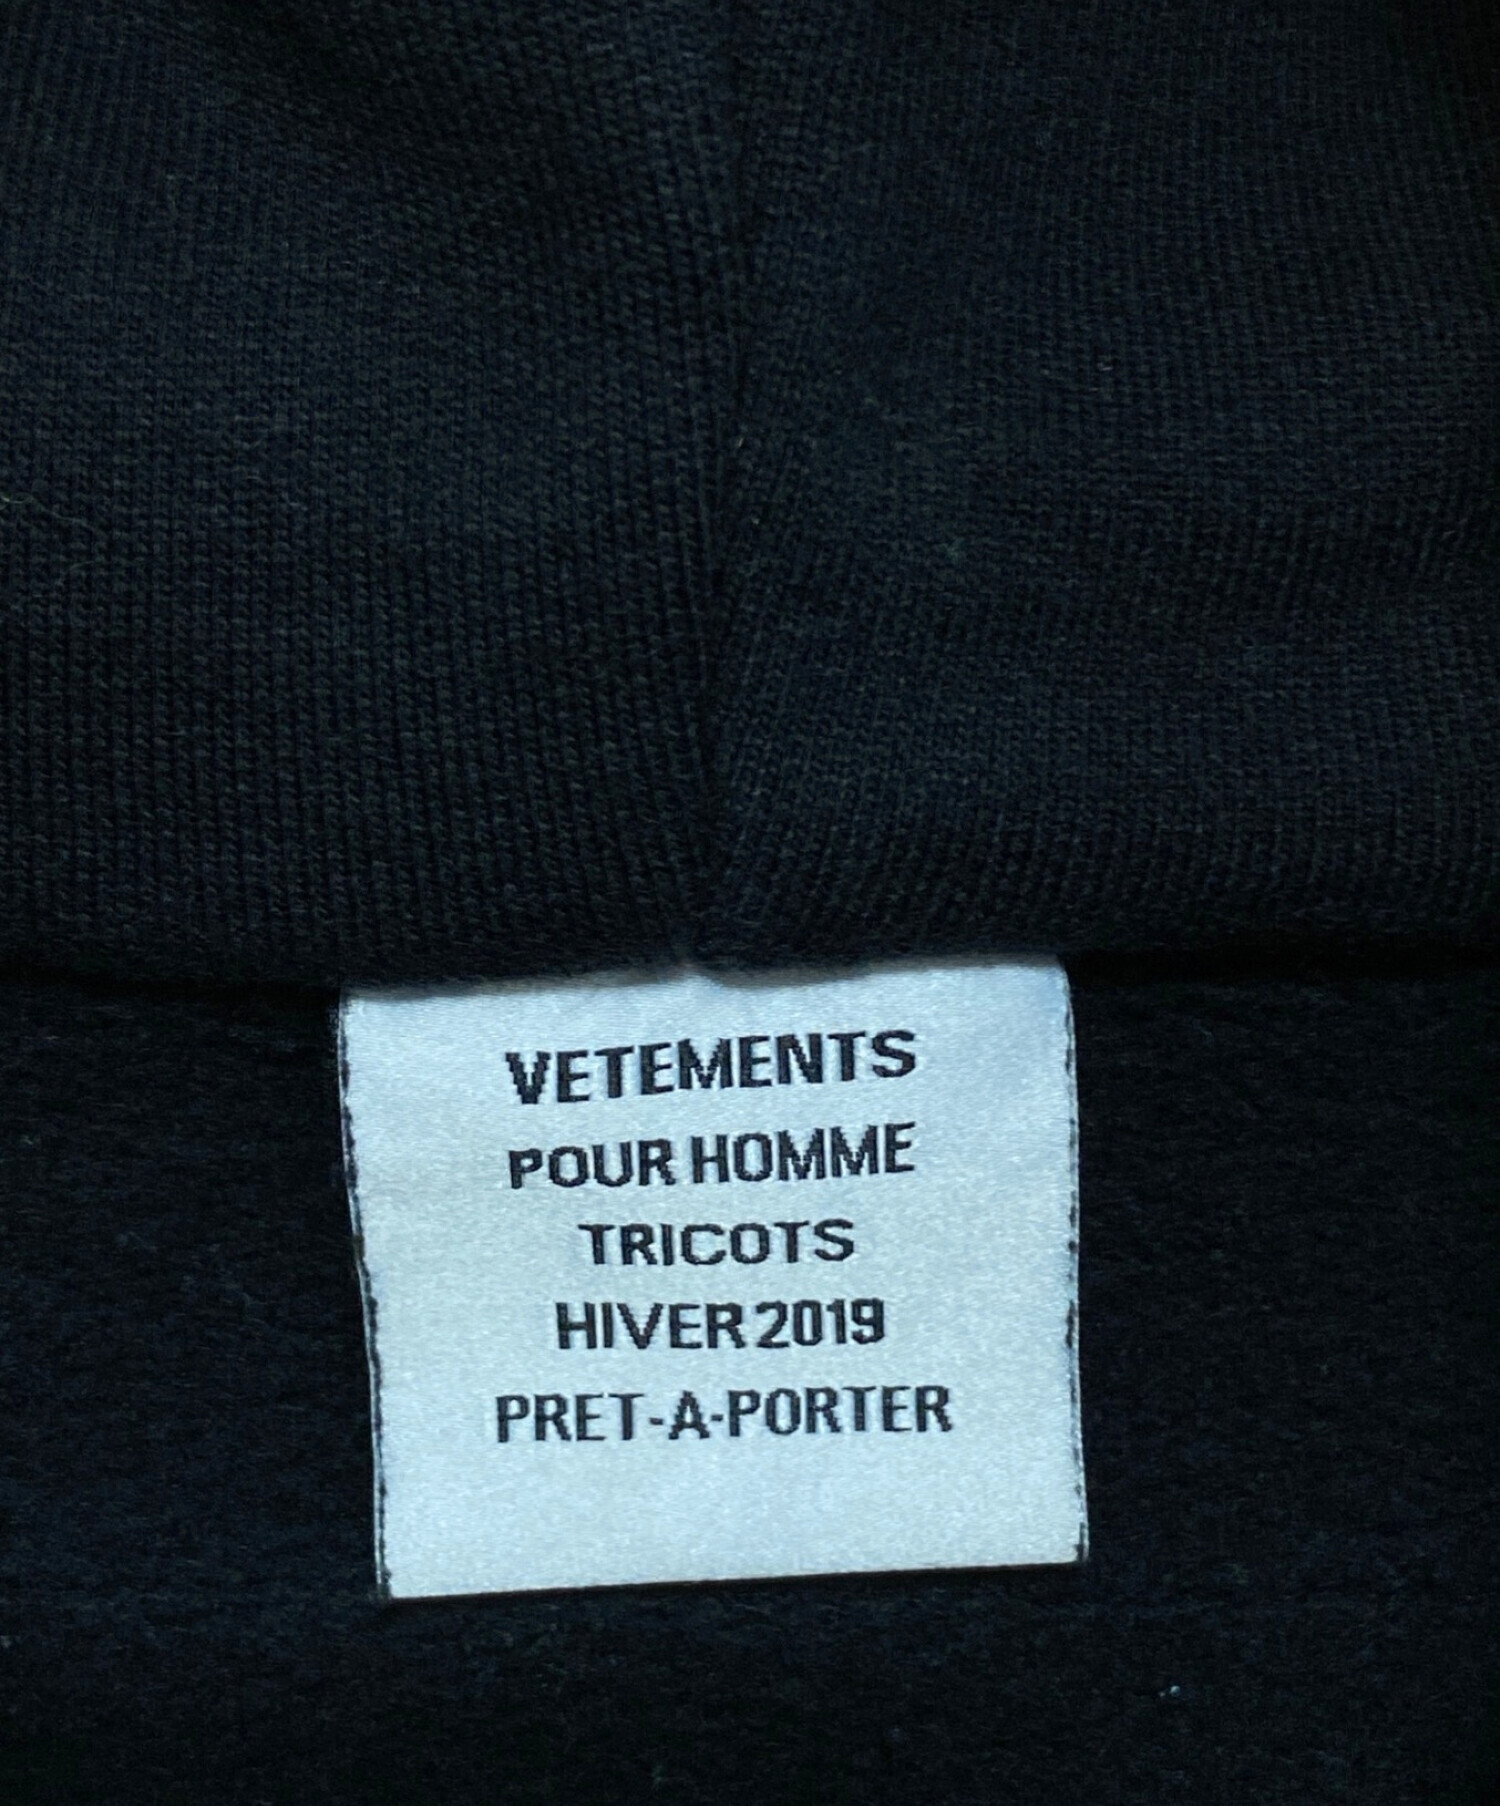 VETEMENTS
POUR HOMME
TRICOTS
HIVER 2019
PRET-A-PORTER